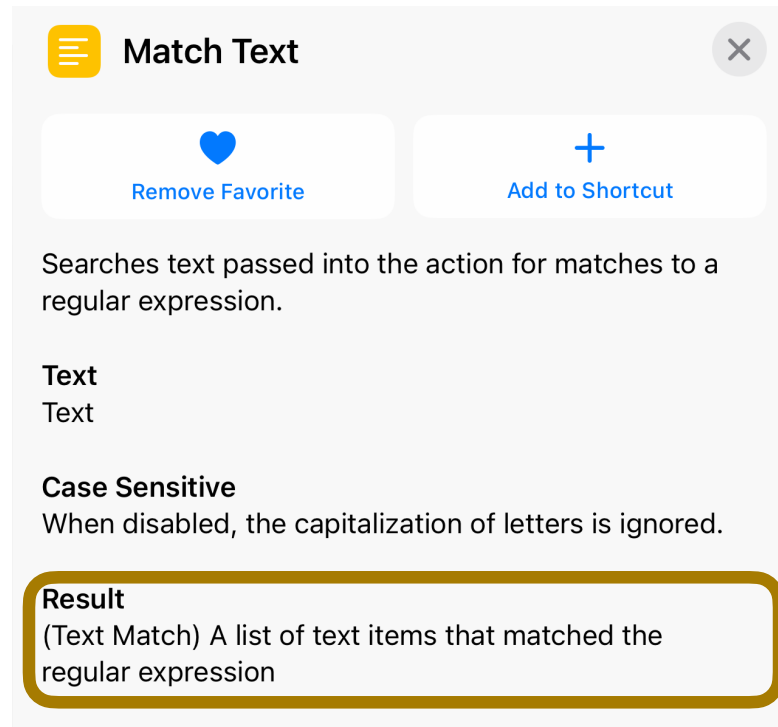 Match Text
Remove Favorite
Add to Shortcut
Searches text passed into the action for matches to a
regular expression.
Text
Text
Case Sensitive
When disabled, the capitalization of letters is ignored.
Result
(Text Match) A list of text items that matched the
regular expression